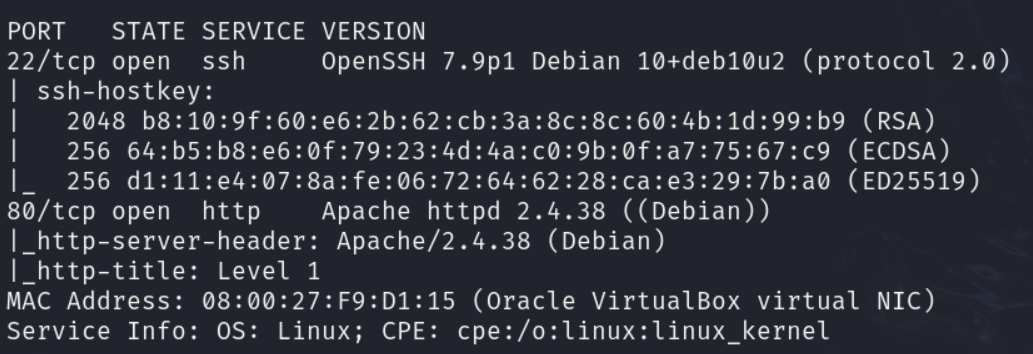 PORT   STATE SERVICE VERSION
22/tcp open  ssh     OpenSSH 7.9p1 Debian 10+deb10u2 (protocol 2.0)
| ssh-hostkey:
|   2048 b8:10:9f:60:e6:2b:62:cb:3a:8c:8c:60:4b:1d:99:b9 (RSA)
|   256 64:b5:b8:e6:0f:79:23:4d:4a:c0:9b:0f:a7:75:67:c9 (ECDSA)
|_  256 d1:11:e4:07:8a:fe:06:72:64:62:28:ca:e3:29:7b:a0 (ED25519)
80/tcp open  http    Apache httpd 2.4.38 ((Debian))
|_http-server-header: Apache/2.4.38 (Debian)
|_http-title: Level 1
MAC Address: 08:00:27:F9:D1:15 (Oracle VirtualBox virtual NIC)
Service Info: OS: Linux; CPE: cpe:/o:linux:linux_kernel